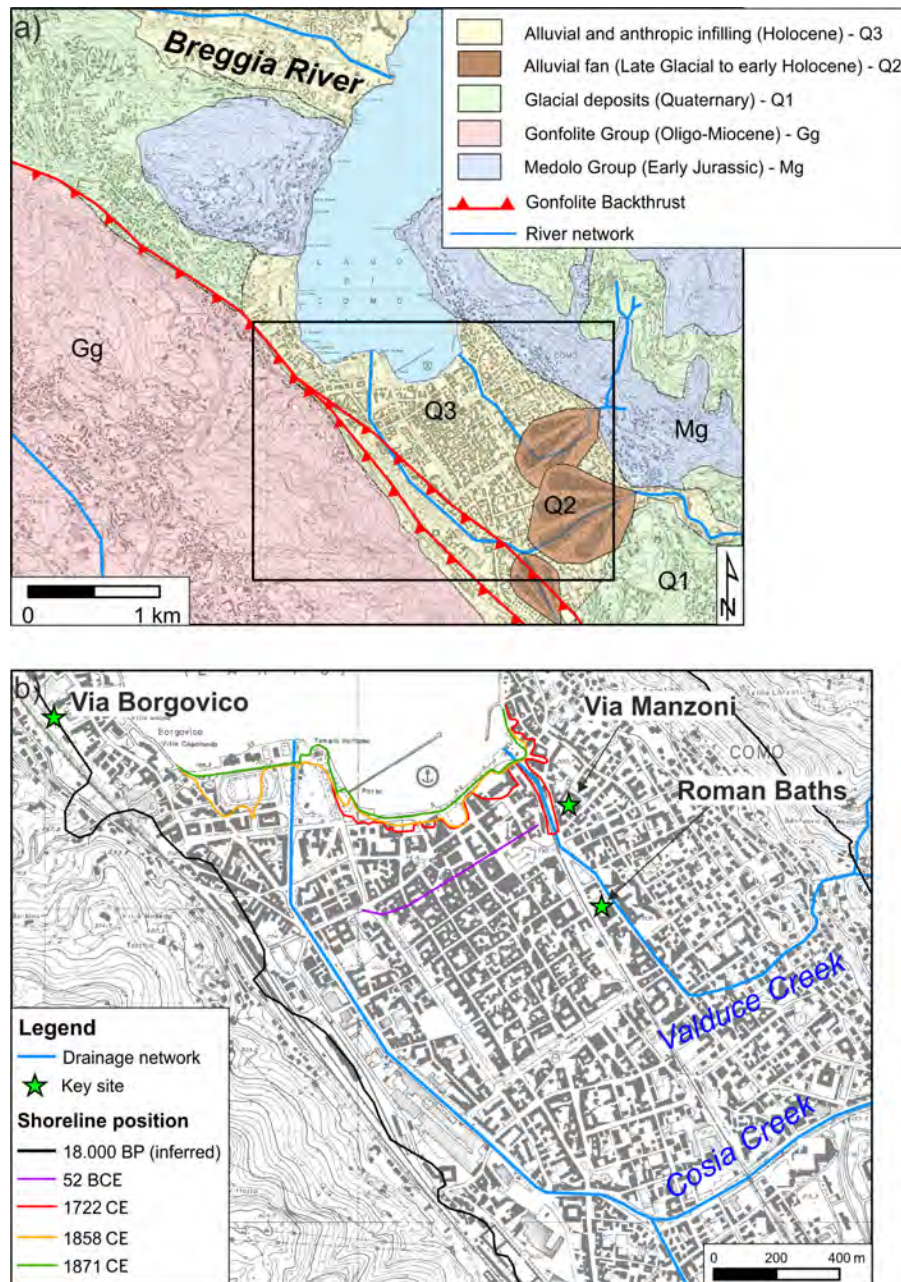 a)
Breggia River
Alluvial and anthropic infilling (Holocene) - Q3
Alluvial fan (Late Glacial to early Holocene) - Q2
Glacial deposits (Quaternary) - Q1
Gonfolite Group (Oligo-Miocene) - Gg
Medolo Group (Early Jurassic) - Mg
Gonfolite Backthrust
River network
LAGO
DI
COMO
COMO
Gg
Q3
Mg
Q2
Q1
0 1 km
N
b)
Via Borgovico
Via Manzoni
Roman Baths
Borgovico
Porto
COMO
Valduce Creek
Cosia Creek
Legend
Drainage network
Key site
Shoreline position
18.000 BP (inferred)
52 BCE
1722 CE
1858 CE
1871 CE
0 200 400 m